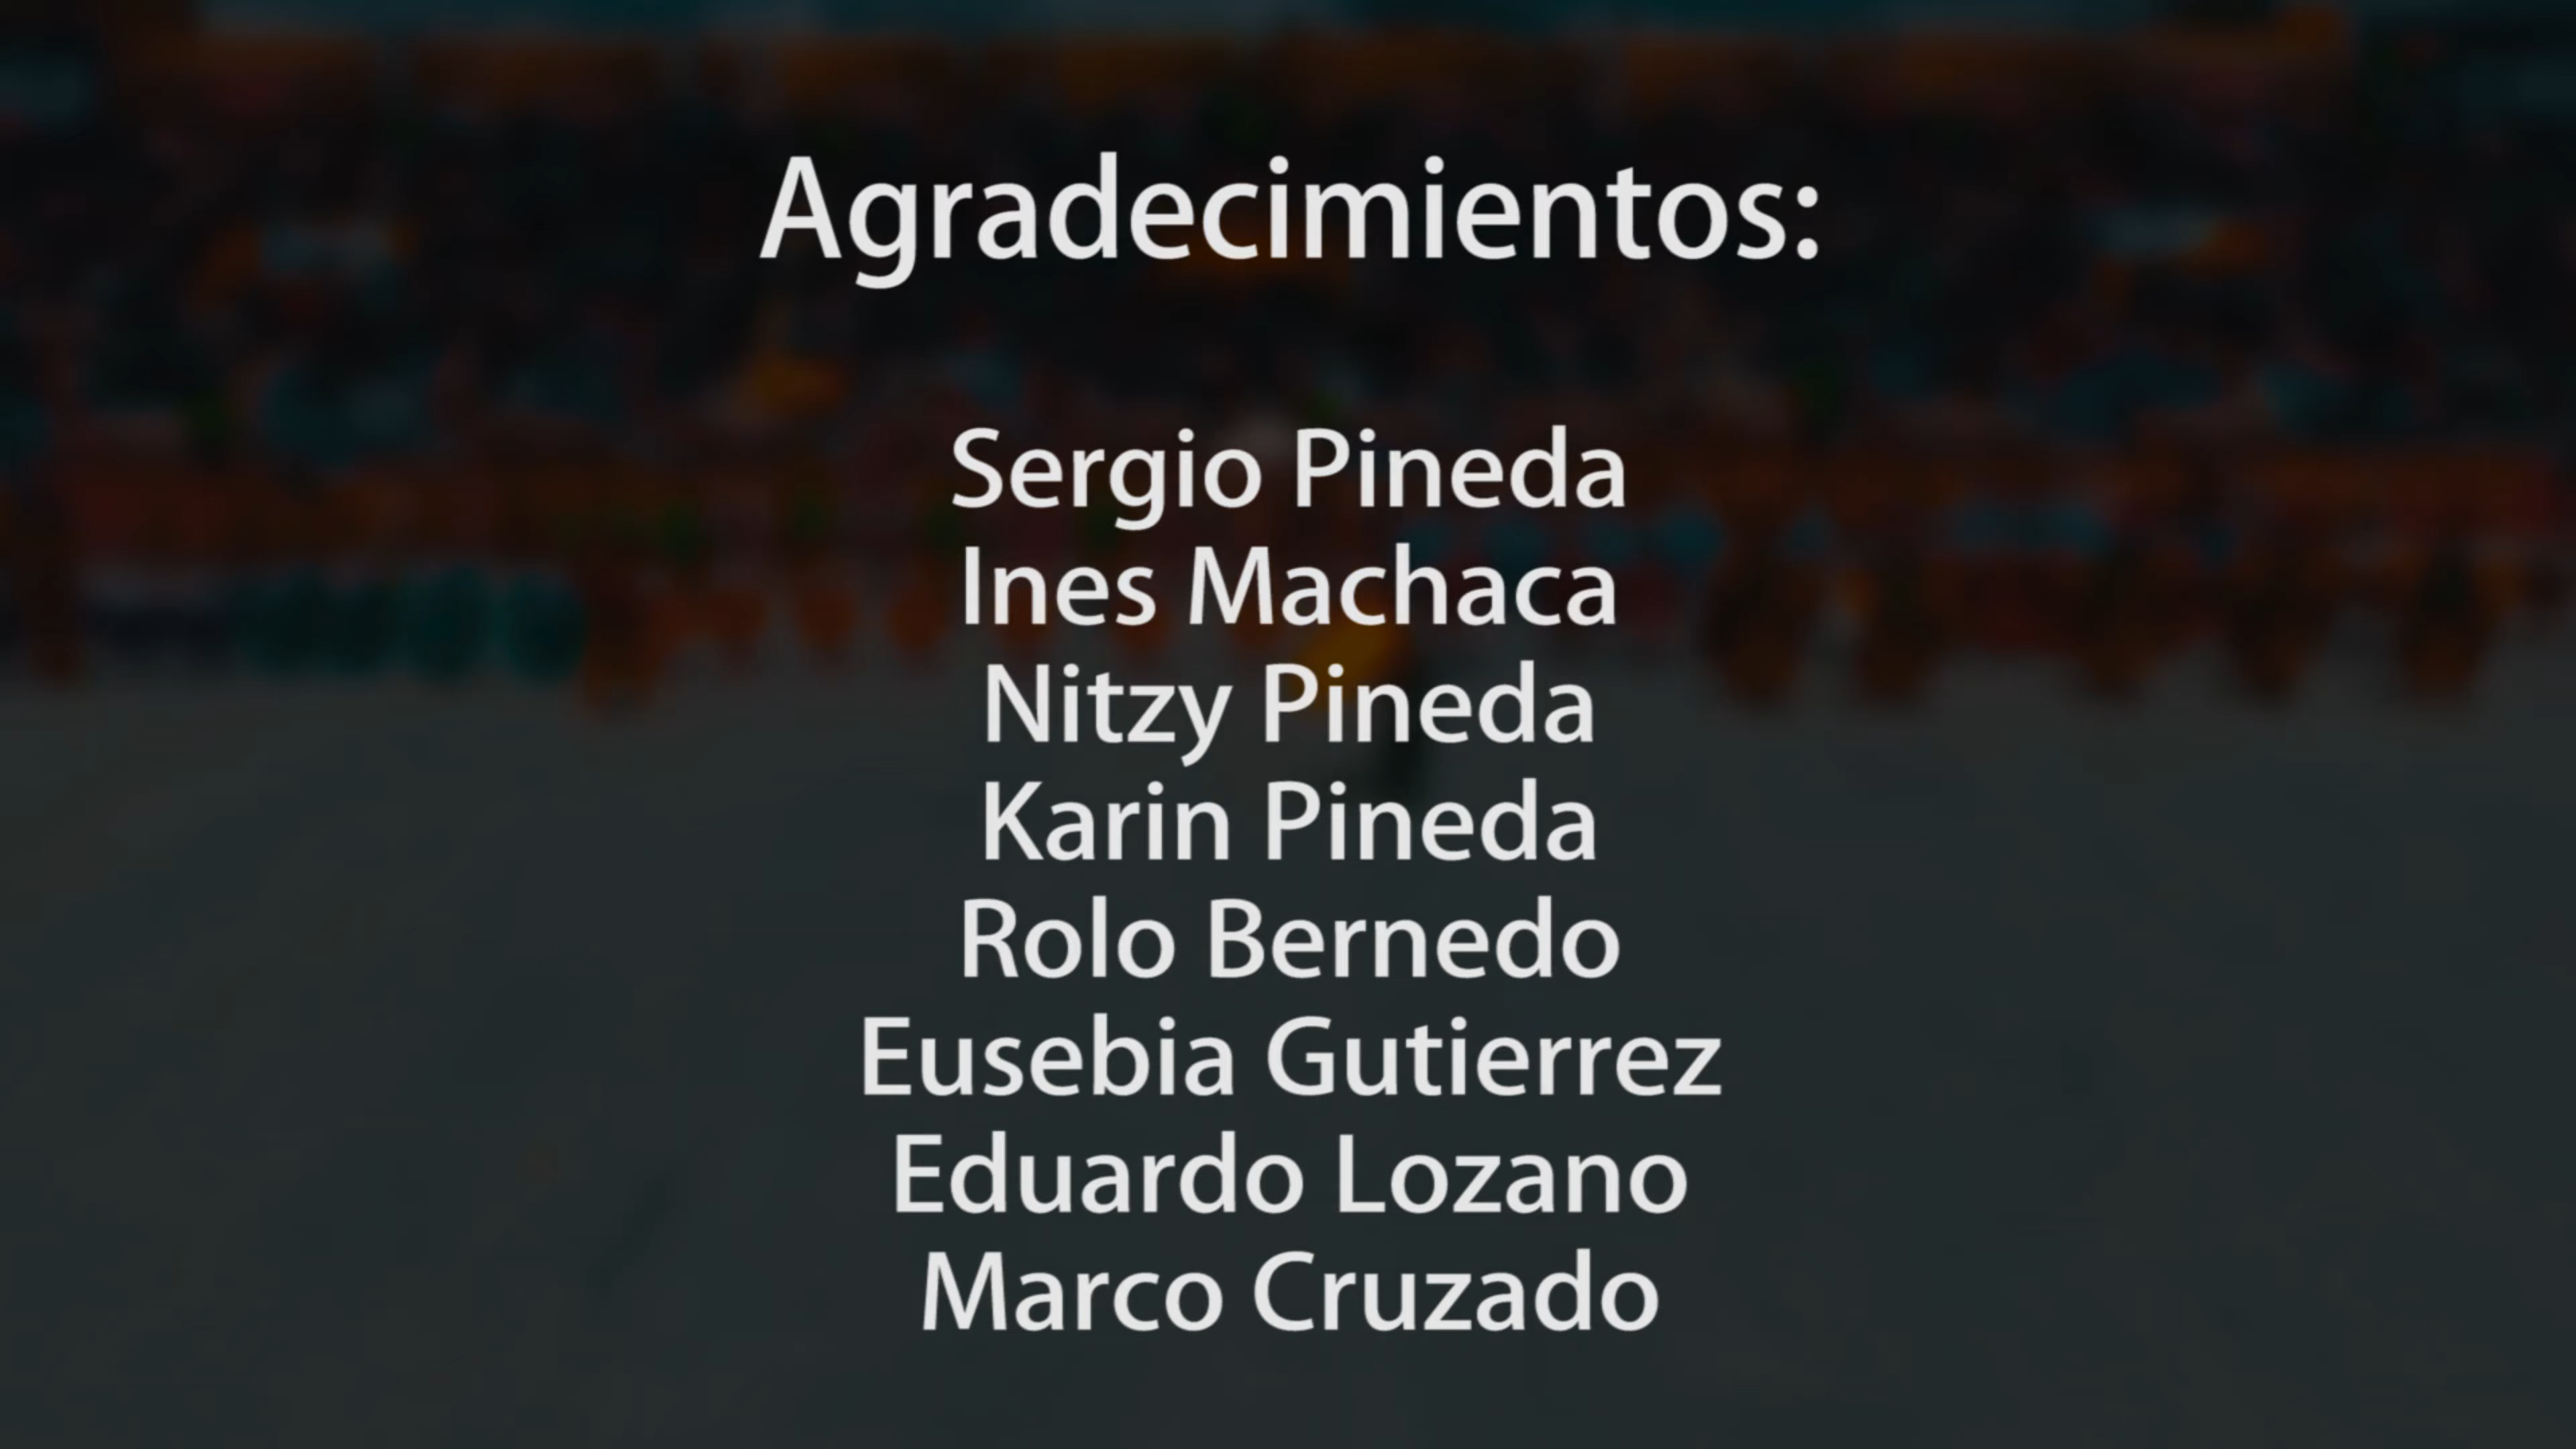 Agradecimientos:
Sergio Pineda
Ines Machaca
Nitzy Pineda
Karin Pineda
Rolo Bernedo
Eusebia Gutierrez
Eduardo Lozano
Marco Cruzado